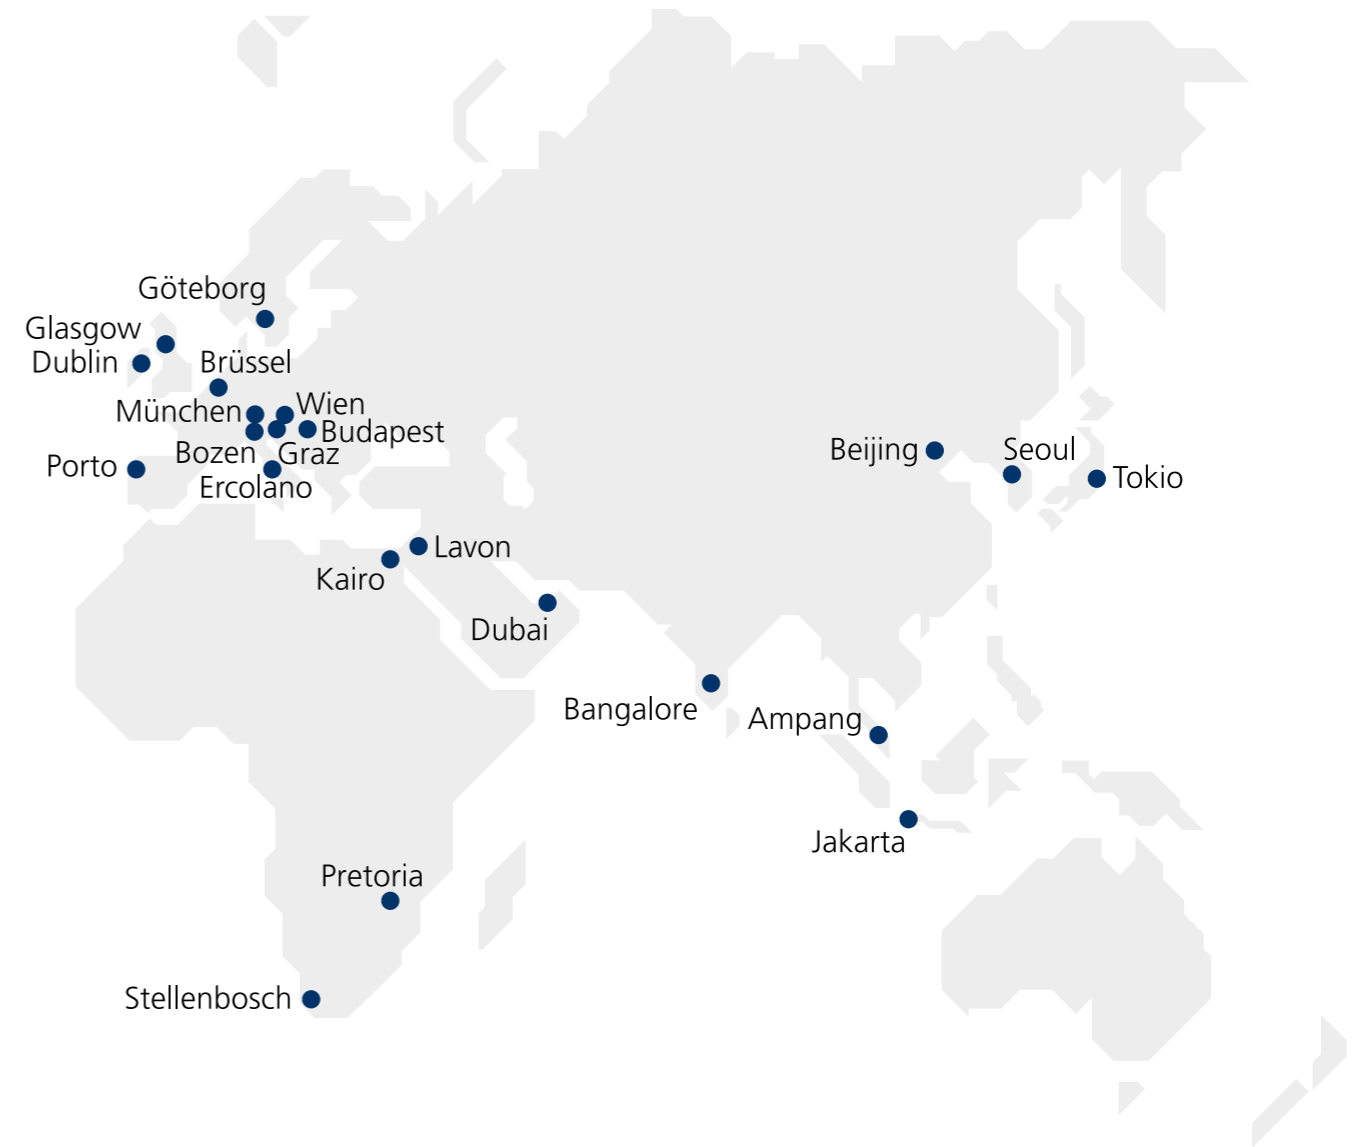 Göteborg
Glasgow
Dublin
Brüssel
München
Wien
Budapest
Bozen
Graz
Porto
Ercolano
Beijing
Seoul
Tokio
Lavon
Kairo
Dubai
Bangalore
Ampang
Jakarta
Pretoria
Stellenbosch